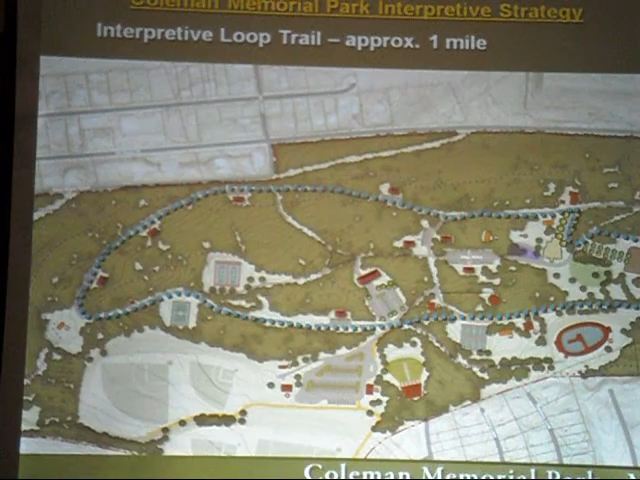 Coleman Memorial Park Interpretive Strategy
Interpretive Loop Trail – approx. 1 mile
Coleman Memorial Park